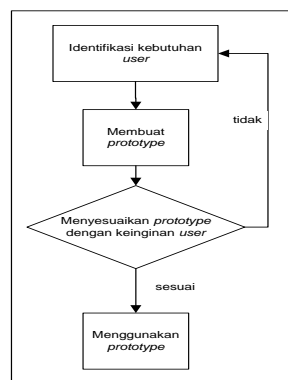 Identifikasi kebutuhan
user
tidak
Membuat
prototype
Menyesuaikan prototype
dengan keinginan user
sesuai
Menggunakan
prototype